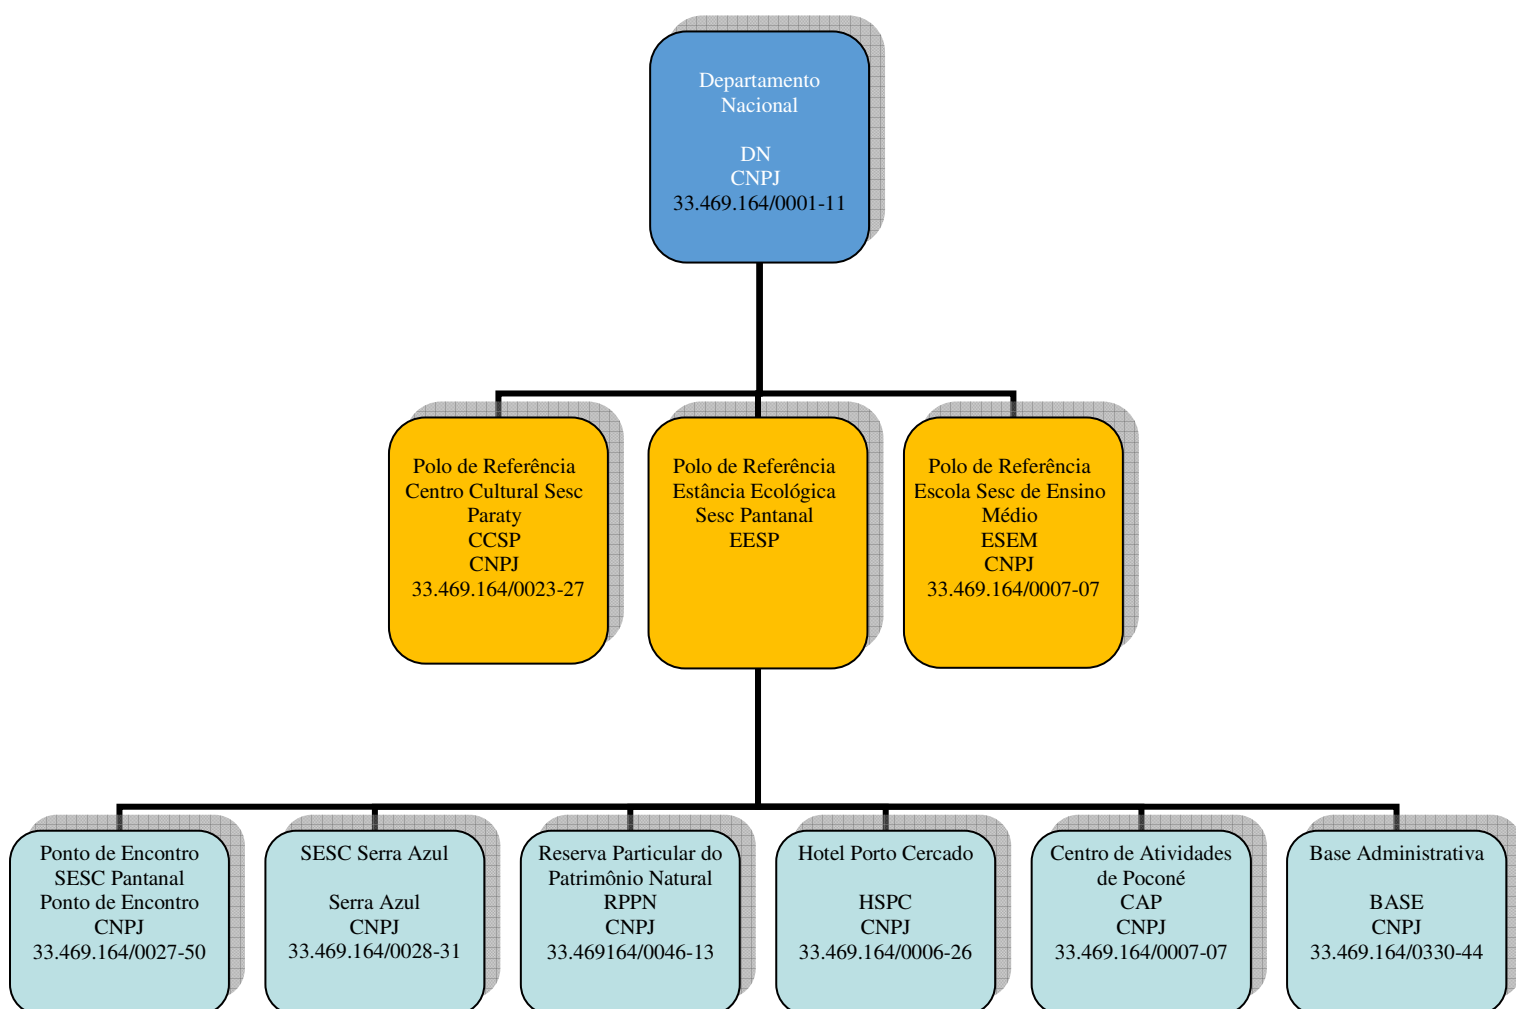 Departamento
Nacional
DN
CNPJ
33.469.164/0001-11
Polo de Referência
Centro Cultural Sesc
Paraty
CCSP
CNPJ
33.469.164/0023-27
Polo de Referência
Estância Ecológica
Sesc Pantanal
EESP
Polo de Referência
Escola Sesc de Ensino
Médio
ESEM
CNPJ
33.469.164/0007-07
Ponto de Encontro
SESC Pantanal
Ponto de Encontro
CNPJ
33.469.164/0027-50
SESC Serra Azul
Serra Azul
CNPJ
33.469.164/0028-31
Reserva Particular do
Patrimônio Natural
RPPN
CNPJ
33.469164/0046-13
Hotel Porto Cercado
HSPC
CNPJ
33.469.164/0006-26
Centro de Atividades
de Poconé
CAP
CNPJ
33.469.164/0007-07
Base Administrativa
BASE
CNPJ
33.469.164/0330-44